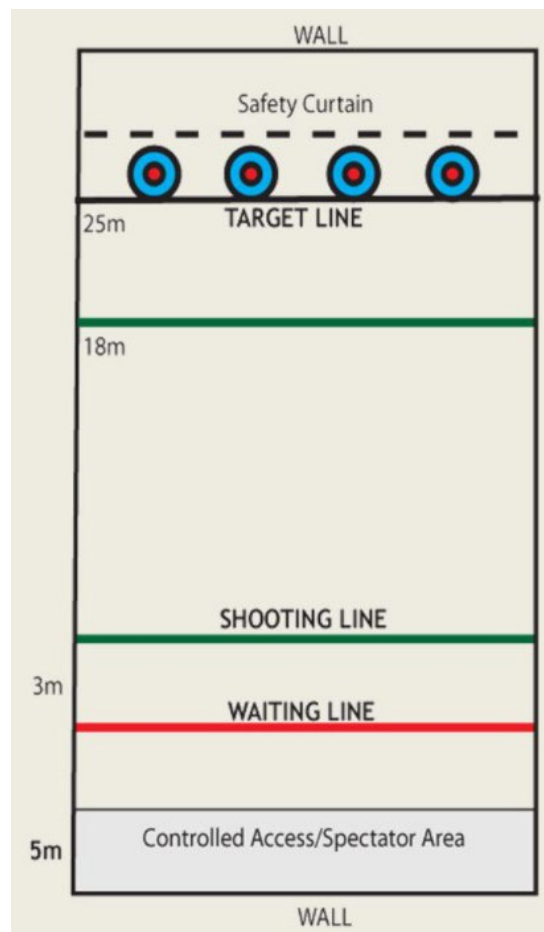 WALL
Safety Curtain
TARGET LINE
25m
18m
SHOOTING LINE
3m
WAITING LINE
Controlled Access/Spectator Area
5m
WALL